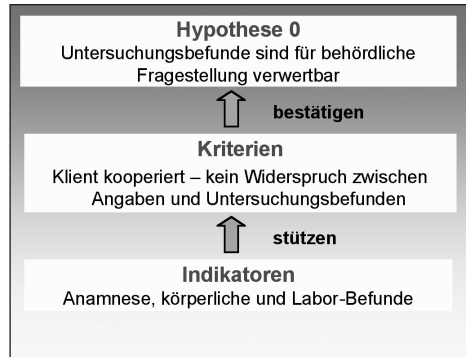 Hypothese 0
Untersuchungsbefunde sind für behördliche
Fragestellung verwertbar
bestätigen
Kriterien
Klient kooperiert – kein Widerspruch zwischen
Angaben und Untersuchungsbefunden
stützen
Indikatoren
Anamnese, körperliche und Labor-Befunde